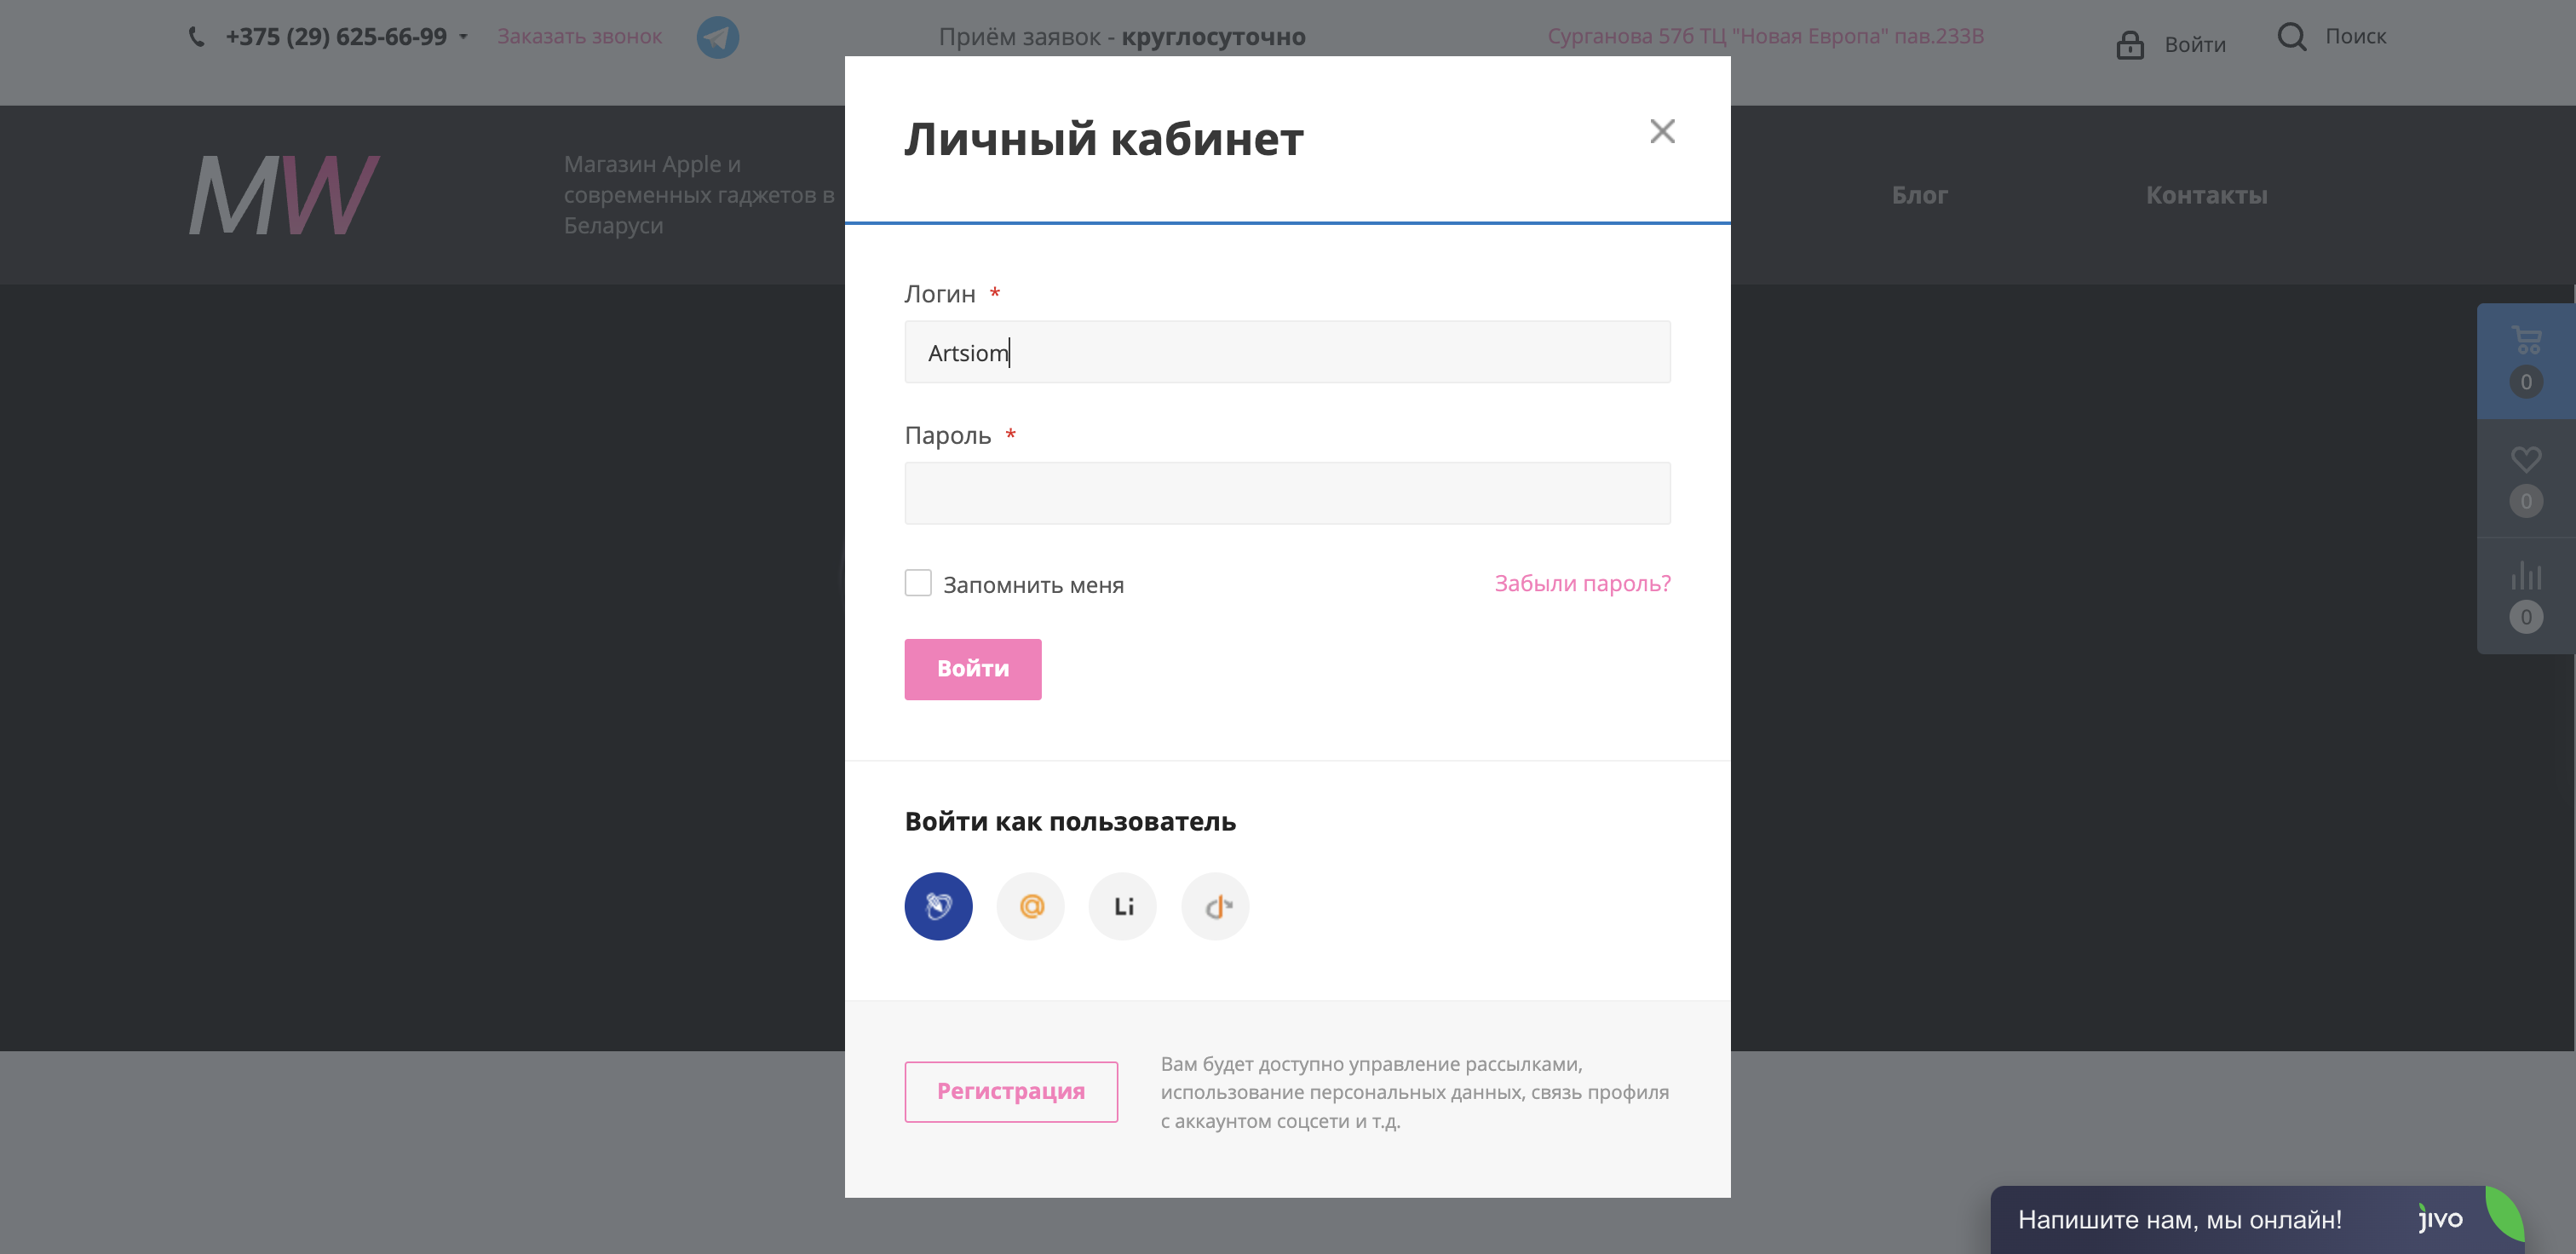 +375 (29) 625-66-99
Заказать звонок
Приём заявок - круглосуточно
Сурганова 57б ТЦ "Новая Европа" пав.233В
Войти
Поиск
MW
Магазин Apple и
современных гаджетов в
Беларуси
Блог
Контакты
Личный кабинет
Логин *
Artsiom
Пароль *
Запомнить меня
Забыли пароль?
Войти
Войти как пользователь
@
Li
Регистрация
Вам будет доступно управление рассылками,
использование персональных данных, связь профиля
с аккаунтом соцсети и т.д.
0
0
0
Напишите нам, мы онлайн!
jivo